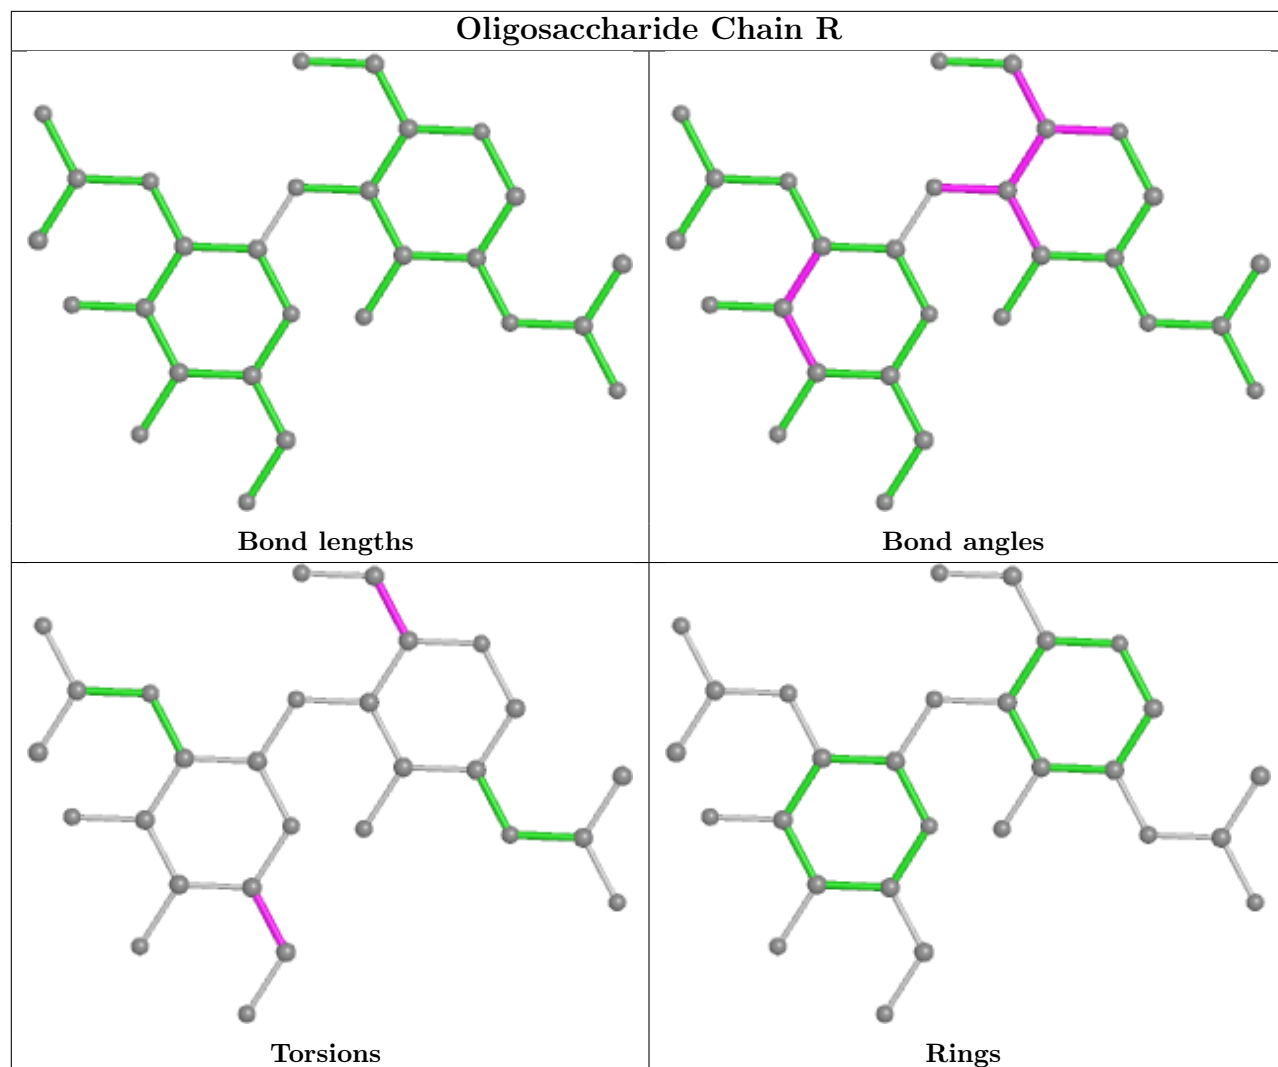 Oligosaccharide Chain R
Bond lengths
Bond angles
Torsions
Rings